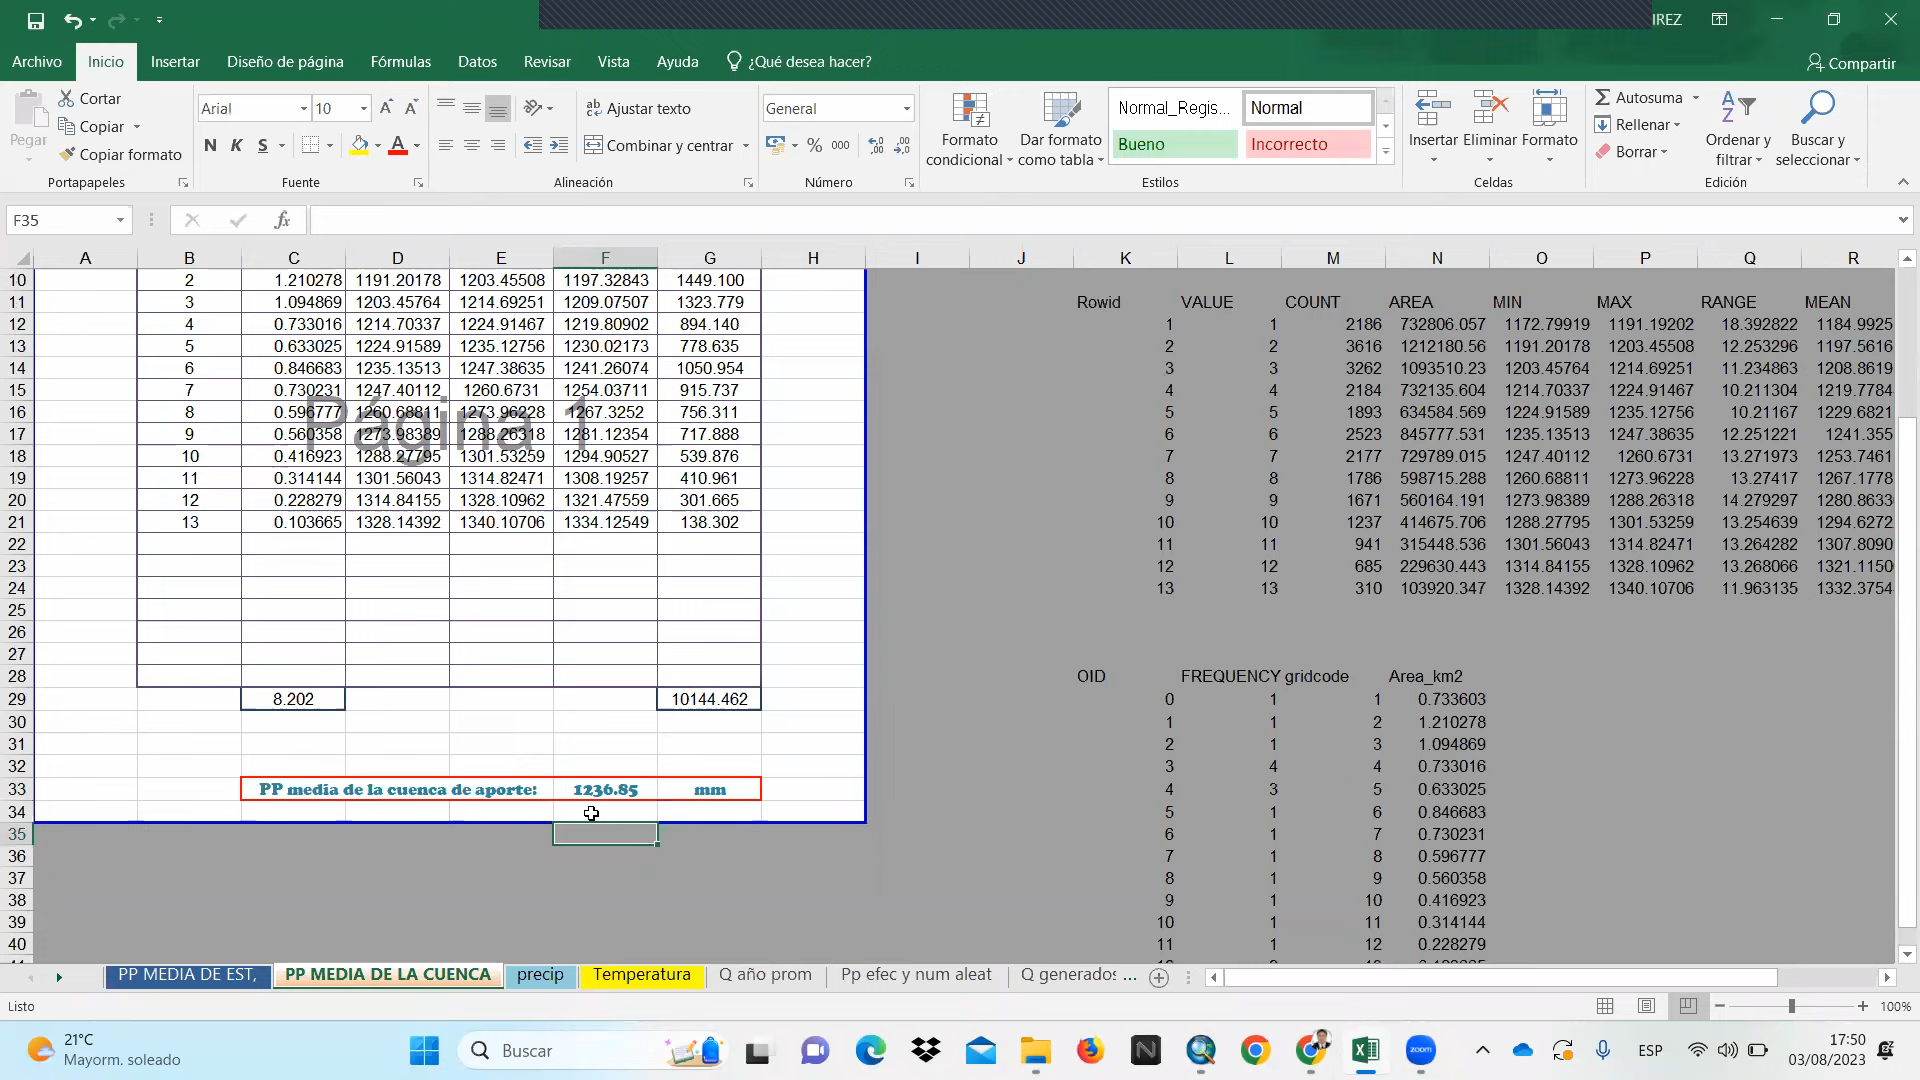 IREZ
Archivo Inicio Insertar Diseño de página Fórmulas Datos Revisar Vista Ayuda ¿Qué desea hacer? Compartir
Pegar
Cortar
Copiar
Copiar formato
Portapapeles
Arial 10
N K S
Fuente
Ajustar texto
Combinar y centrar
Alineación
General
% 000
Número
Formato condicional
Dar formato como tabla
Normal_Regis... Normal
Bueno Incorrecto
Estilos
Insertar Eliminar Formato
Celdas
Autosuma
Rellenar
Borrar
Ordenar y filtrar
Buscar y seleccionar
Edición
F35 fx
A B C D E F G H I J K L M N O P Q R
10 2 1.210278 1191.20178 1203.45508 1197.32843 1449.100
11 3 1.094869 1203.45764 1214.69251 1209.07507 1323.779 Rowid VALUE COUNT AREA MIN MAX RANGE MEAN
12 4 0.733016 1214.70337 1224.91467 1219.80902 894.140 1 1 2186 732806.057 1172.79919 1191.19202 18.392822 1184.9925
13 5 0.633025 1224.91589 1235.12756 1230.02173 778.635 2 2 3616 1212180.56 1191.20178 1203.45508 12.253296 1197.5616
14 6 0.846683 1235.13513 1247.38635 1241.26074 1050.954 3 3 3262 1093510.23 1203.45764 1214.69251 11.234863 1208.8619
15 7 0.730231 1247.40112 1260.6731 1254.03711 915.737 4 4 2184 732135.604 1214.70337 1224.91467 10.211304 1219.7784
16 8 0.596777 1260.68811 1273.96228 1267.3252 756.311 5 5 1893 634584.569 1224.91589 1235.12756 10.21167 1229.6821
Página 1
17 9 0.560358 1273.98389 1288.26318 1281.12354 717.888 6 6 2523 845777.531 1235.13513 1247.38635 12.251221 1241.355
18 10 0.416923 1288.27795 1301.53259 1294.90527 539.876 7 7 2177 729789.015 1247.40112 1260.6731 13.271973 1253.7461
19 11 0.314144 1301.56043 1314.82471 1308.19257 410.961 8 8 1786 598715.288 1260.68811 1273.96228 13.27417 1267.1778
20 12 0.228279 1314.84155 1328.10962 1321.47559 301.665 9 9 1671 560164.191 1273.98389 1288.26318 14.279297 1280.8633
21 13 0.103665 1328.14392 1340.10706 1334.12549 138.302 10 10 1237 414675.706 1288.27795 1301.53259 13.254639 1294.6272
22 11 11 941 315448.536 1301.56043 1314.82471 13.264282 1307.8090
23 12 12 685 229630.443 1314.84155 1328.10962 13.268066 1321.1150
24 13 13 310 103920.347 1328.14392 1340.10706 11.963135 1332.3754
25
26
27
28 OID FREQUENCY gridcode Area_km2
29 8.202 10144.462 0 1 1 0.733603
30 1 1 2 1.210278
31 2 1 3 1.094869
32 3 4 4 0.733016
33 PP media de la cuenca de aporte: 1236.85 mm 4 3 5 0.633025
34 5 1 6 0.846683
35 6 1 7 0.730231
36 7 1 8 0.596777
37 8 1 9 0.560358
38 9 1 10 0.416923
39 10 1 11 0.314144
40 11 1 12 0.228279
PP MEDIA DE EST, PP MEDIA DE LA CUENCA precip Temperatura Q año prom Pp efec y num aleat Q generados ...
Listo 100%
21°C
Mayorm. soleado
Buscar
zoom
ESP
17:50
03/08/2023